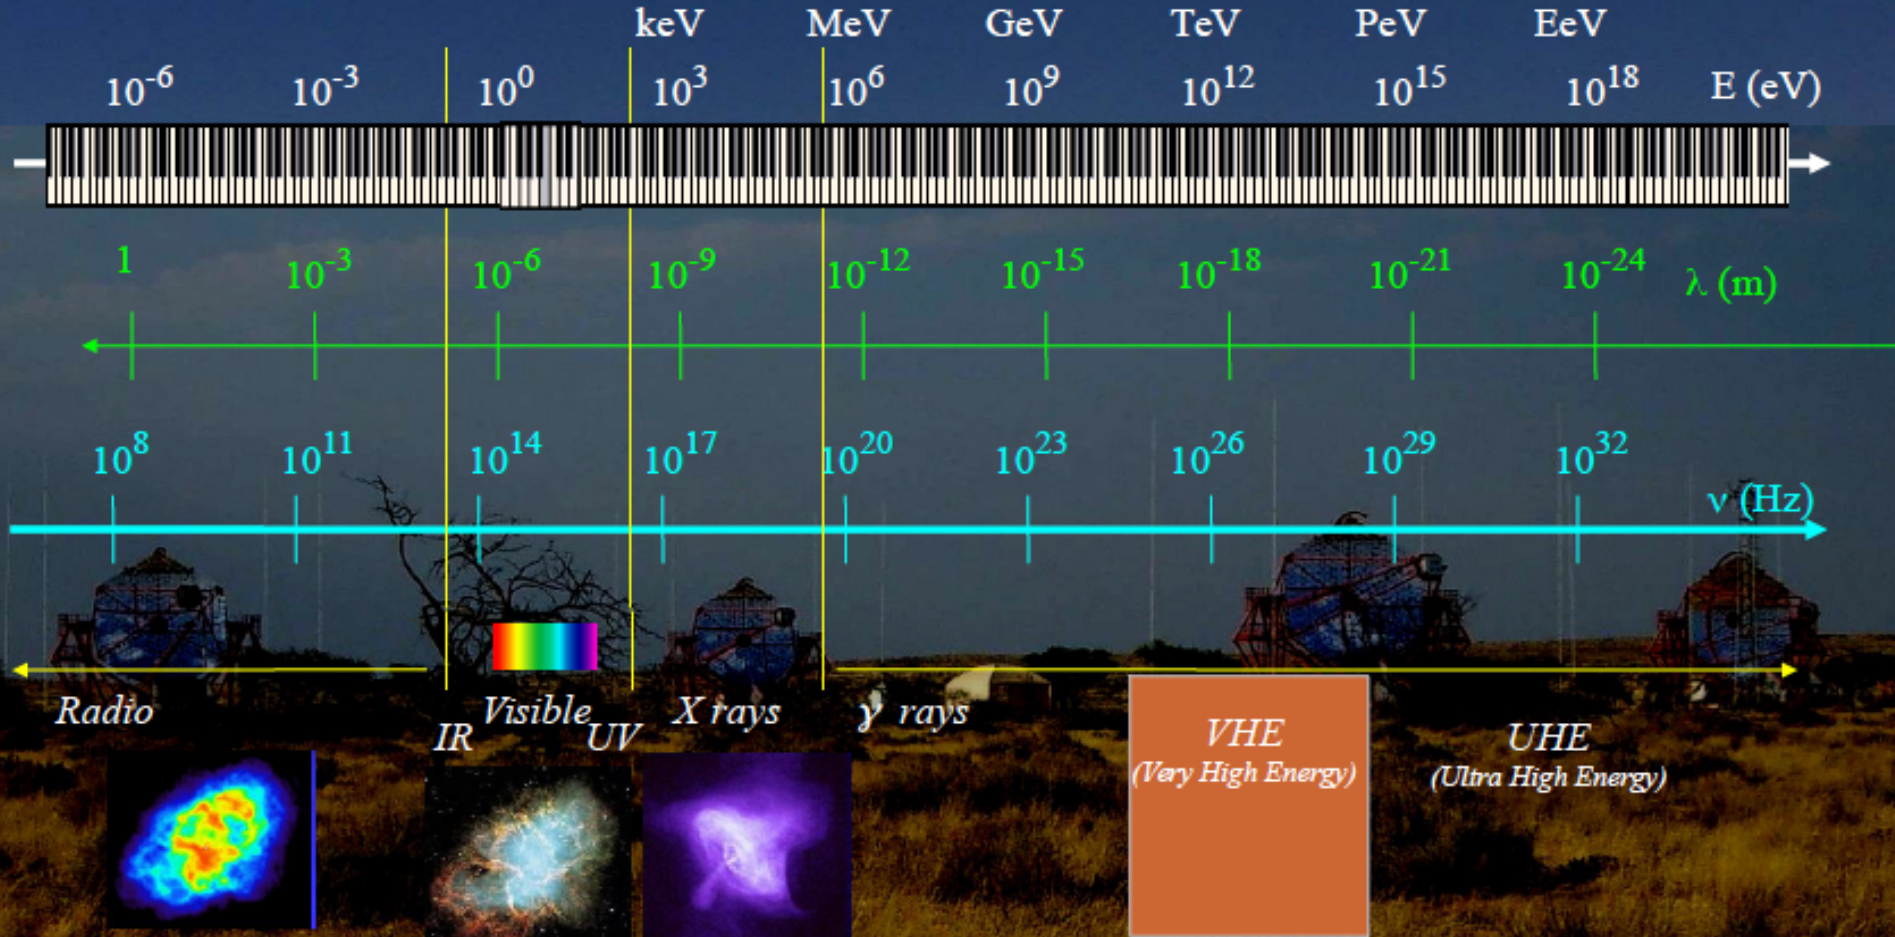 keV MeV GeV TeV PeV EeV
10⁻⁶ 10⁻³ 10⁰ 10³ 10⁶ 10⁹ 10¹² 10¹⁵ 10¹⁸ E (eV)
1 10⁻³ 10⁻⁶ 10⁻⁹ 10⁻¹² 10⁻¹⁵ 10⁻¹⁸ 10⁻²¹ 10⁻²⁴ λ (m)
10⁸ 10¹¹ 10¹⁴ 10¹⁷ 10²⁰ 10²³ 10²⁶ 10²⁹ 10³² ν (Hz)
Radio IR Visible UV X rays γ rays
VHE
(Very High Energy)
UHE
(Ultra High Energy)